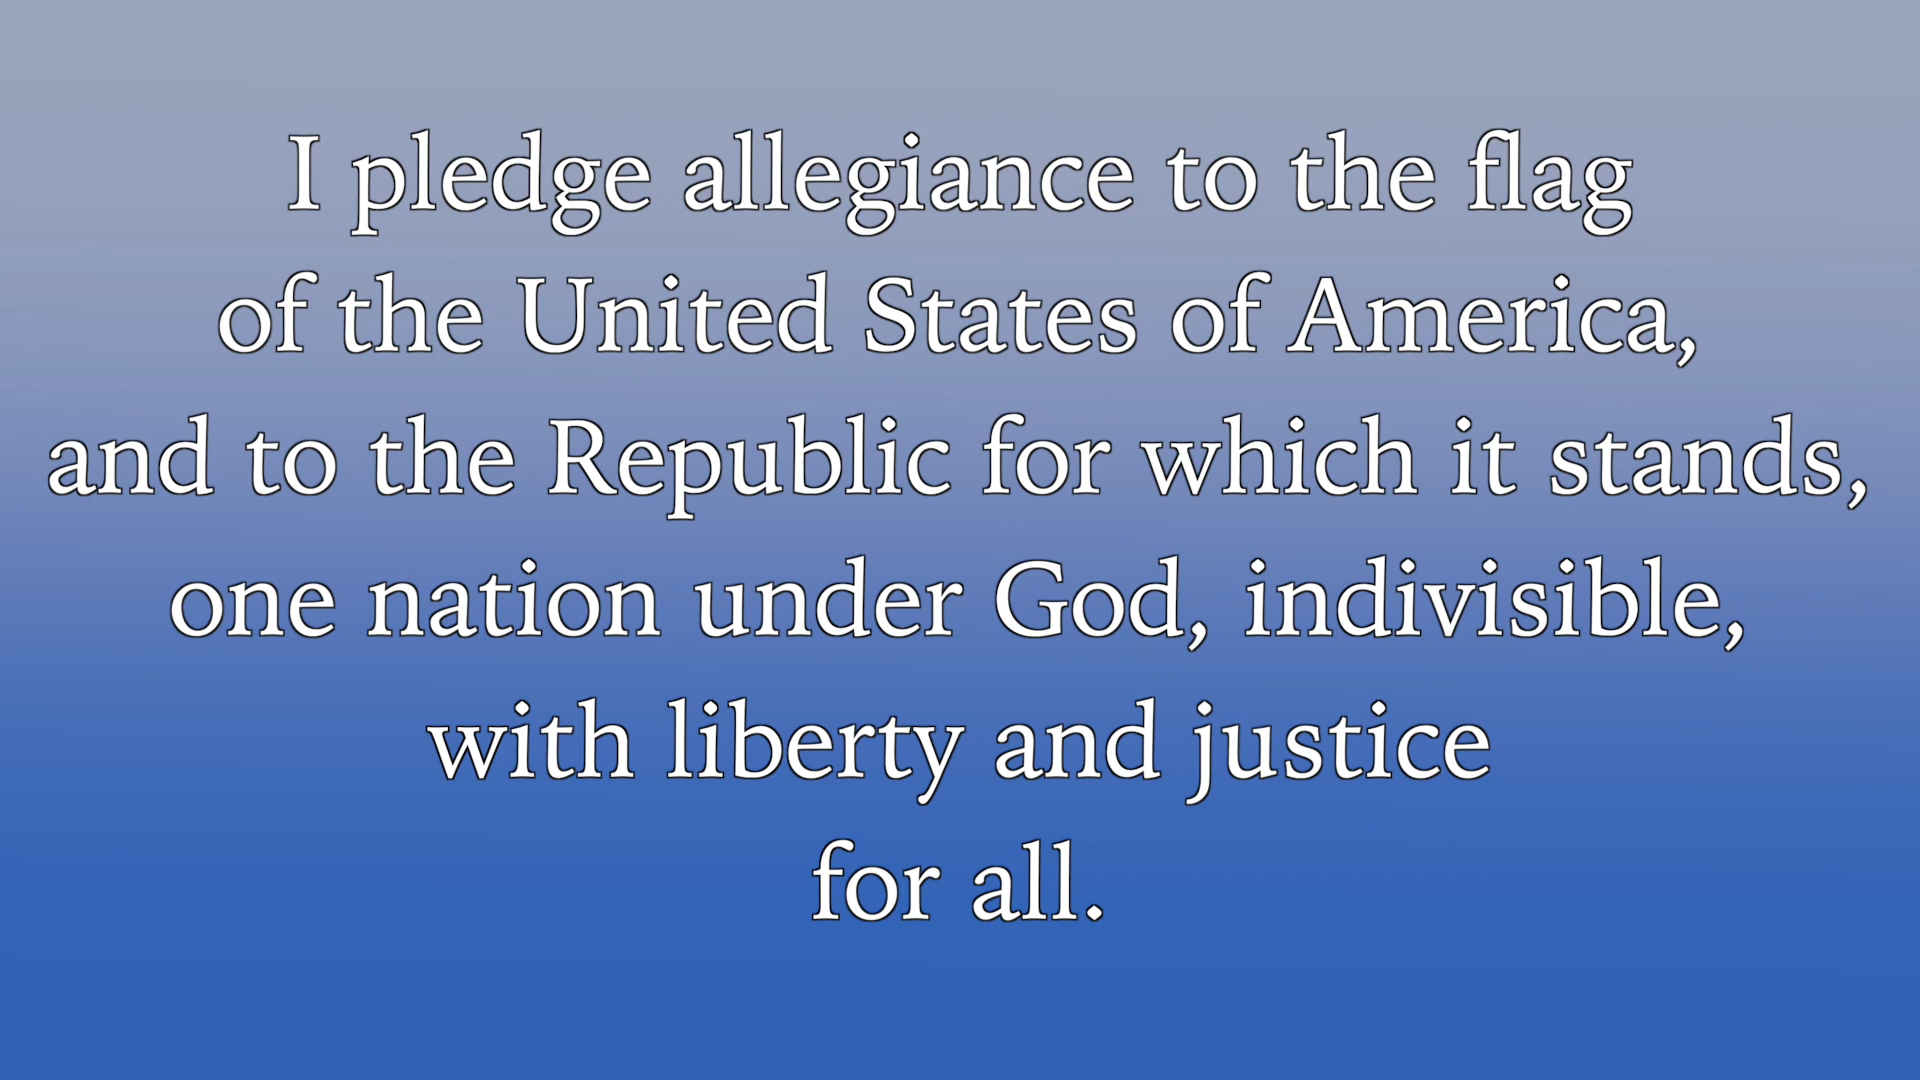 I pledge allegiance to the flag
of the United States of America,
and to the Republic for which it stands,
one nation under God, indivisible,
with liberty and justice
for all.